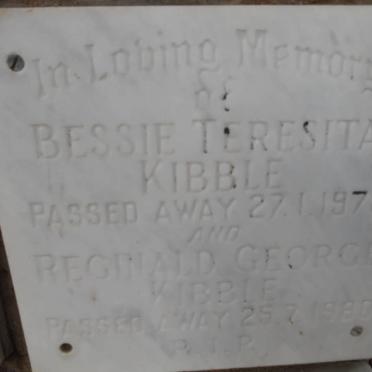 In Loving Memory
of
BESSIE TERESITA
KIBBLE
PASSED AWAY 27.1.197
AND
REGINALD GEORGE
KIBBLE
PASSED AWAY 25.7.1988
R.I.P.